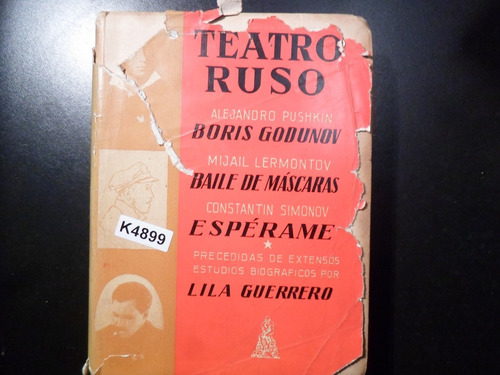 TEATRO
RUSO
ALEJANDRO PUSHKIN
BORIS GODUNOV
MIJAIL LERMONTOV
BAILE DE MÁSCARAS
CONSTANTIN SIMONOV
ESPÉRAME
PRECEDIDAS DE EXTENSOS
ESTUDIOS BIOGRAFICOS POR
LILA GUERRERO
K4899